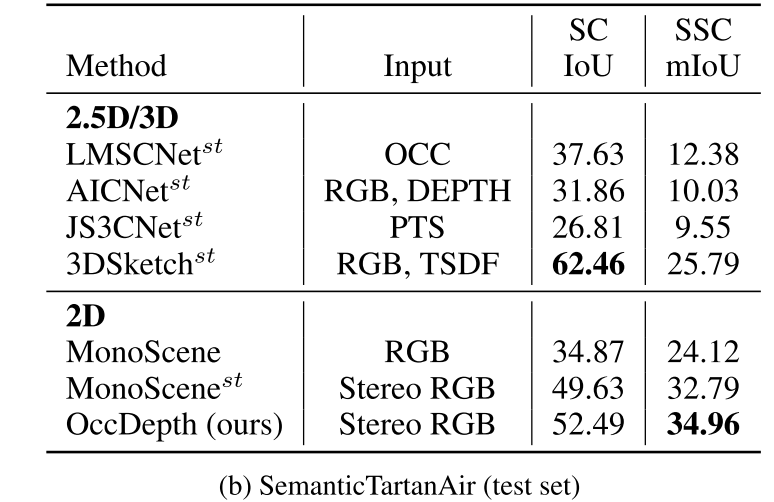 SC SSC
Method Input IoU mIoU
2.5D/3D
LMSCNet^st OCC 37.63 12.38
AICNet^st RGB, DEPTH 31.86 10.03
JS3CNet^st PTS 26.81 9.55
3DSketch^st RGB, TSDF 62.46 25.79
2D
MonoScene RGB 34.87 24.12
MonoScene^st Stereo RGB 49.63 32.79
OccDepth (ours) Stereo RGB 52.49 34.96
(b) SemanticTartanAir (test set)